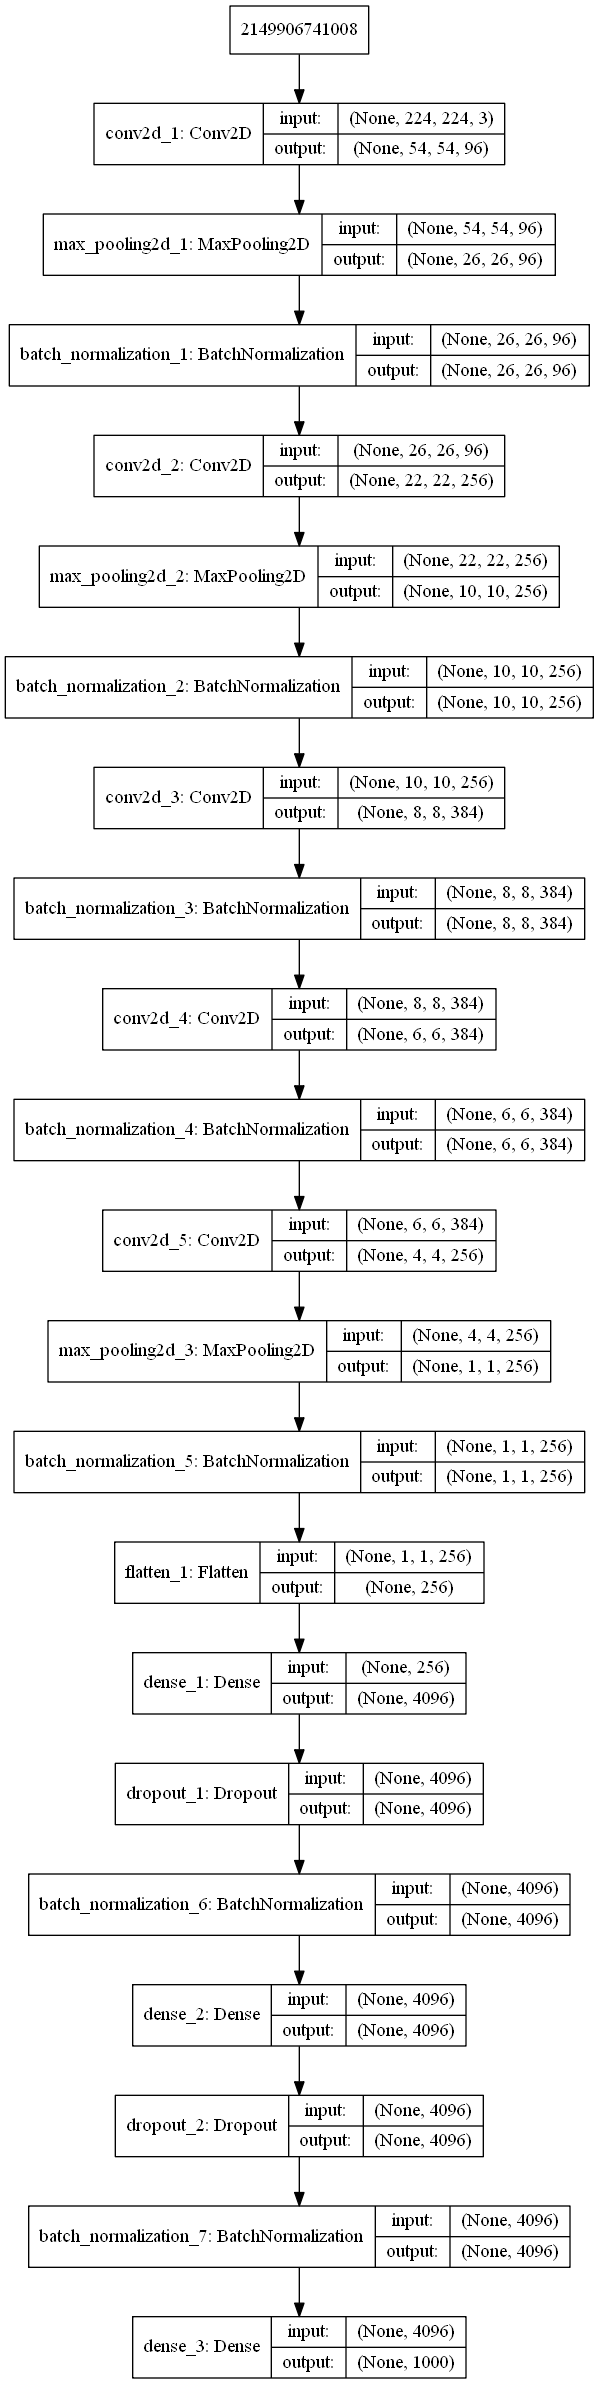 2149906741008
conv2d_1: Conv2D
input: (None, 224, 224, 3)
output: (None, 54, 54, 96)
max_pooling2d_1: MaxPooling2D
input: (None, 54, 54, 96)
output: (None, 26, 26, 96)
batch_normalization_1: BatchNormalization
input: (None, 26, 26, 96)
output: (None, 26, 26, 96)
conv2d_2: Conv2D
input: (None, 26, 26, 96)
output: (None, 22, 22, 256)
max_pooling2d_2: MaxPooling2D
input: (None, 22, 22, 256)
output: (None, 10, 10, 256)
batch_normalization_2: BatchNormalization
input: (None, 10, 10, 256)
output: (None, 10, 10, 256)
conv2d_3: Conv2D
input: (None, 10, 10, 256)
output: (None, 8, 8, 384)
batch_normalization_3: BatchNormalization
input: (None, 8, 8, 384)
output: (None, 8, 8, 384)
conv2d_4: Conv2D
input: (None, 8, 8, 384)
output: (None, 6, 6, 384)
batch_normalization_4: BatchNormalization
input: (None, 6, 6, 384)
output: (None, 6, 6, 384)
conv2d_5: Conv2D
input: (None, 6, 6, 384)
output: (None, 4, 4, 256)
max_pooling2d_3: MaxPooling2D
input: (None, 4, 4, 256)
output: (None, 1, 1, 256)
batch_normalization_5: BatchNormalization
input: (None, 1, 1, 256)
output: (None, 1, 1, 256)
flatten_1: Flatten
input: (None, 1, 1, 256)
output: (None, 256)
dense_1: Dense
input: (None, 256)
output: (None, 4096)
dropout_1: Dropout
input: (None, 4096)
output: (None, 4096)
batch_normalization_6: BatchNormalization
input: (None, 4096)
output: (None, 4096)
dense_2: Dense
input: (None, 4096)
output: (None, 4096)
dropout_2: Dropout
input: (None, 4096)
output: (None, 4096)
batch_normalization_7: BatchNormalization
input: (None, 4096)
output: (None, 4096)
dense_3: Dense
input: (None, 4096)
output: (None, 1000)